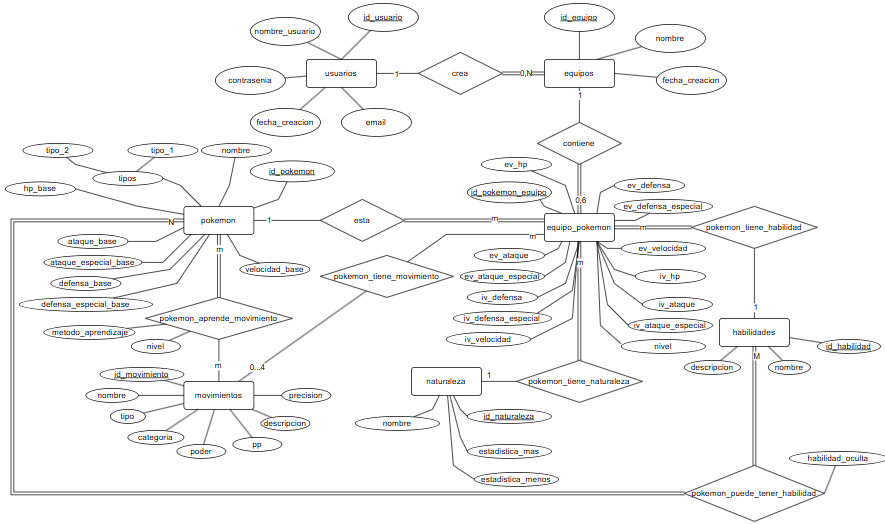 id_usuario
id_equipo
nombre_usuario
nombre
contrasenia
usuarios
1
crea
0,N
equipos
fecha_creacion
1
fecha_creacion
email
contiene
tipo_2
tipo_1
nombre
ev_hp
tipos
id_pokemon
ev_defensa
hp_base
id_pokemon_equipo
0,6
ev_defensa_especial
N
pokemon
1
esta
m
equipo_pokemon
m
pokemon_tiene_habilidad
m
ataque_base
m
ev_ataque
ev_velocidad
ataque_especial_base
velocidad_base
pokemon_tiene_movimiento
ev_ataque_especial
m
iv_hp
defensa_base
iv_defensa
defensa_especial_base
iv_ataque
1
pokemon_aprende_movimiento
iv_defensa_especial
iv_ataque_especial
metodo_aprendizaje
iv_velocidad
habilidades
nivel
nivel
id_habilidad
m
0...4
M
id_movimiento
descripcion
nombre
nombre
movimientos
precision
naturaleza
1
pokemon_tiene_naturaleza
tipo
descripcion
nombre
id_naturaleza
categoria
pp
poder
estadistica_mas
habilidad_oculta
estadistica_menos
pokemon_puede_tener_habilidad